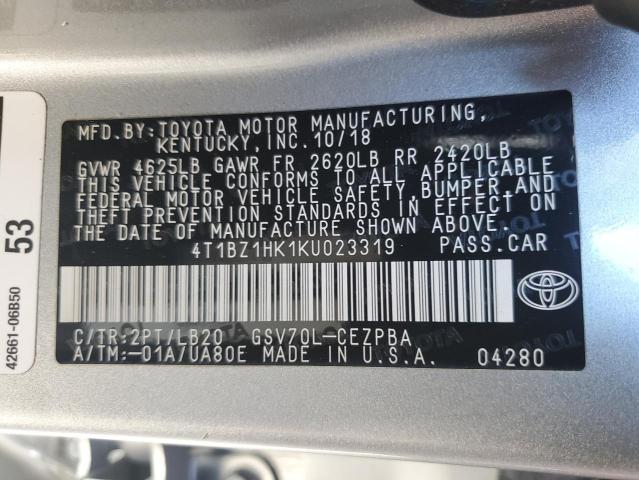 MFD. BY: TOYOTA MOTOR MANUFACTURING,
KENTUCKY, INC. 10/18
GVWR 4625LB GAWR FR 2620LB RR 2420LB
THIS VEHICLE CONFORMS TO ALL APPLICABLE
FEDERAL MOTOR VEHICLE SAFETY, BUMPER, AND
THEFT PREVENTION STANDARDS IN EFFECT ON
THE DATE OF MANUFACTURE SHOWN ABOVE.
4T1BZ1HK1KU023319 PASS.CAR
C/TR:2PT/LB20 GSV70L-CEZPBA
A/TM:-01A/UA80E MADE IN U.S.A. 04280
TOYOTA
53
42661-06B50